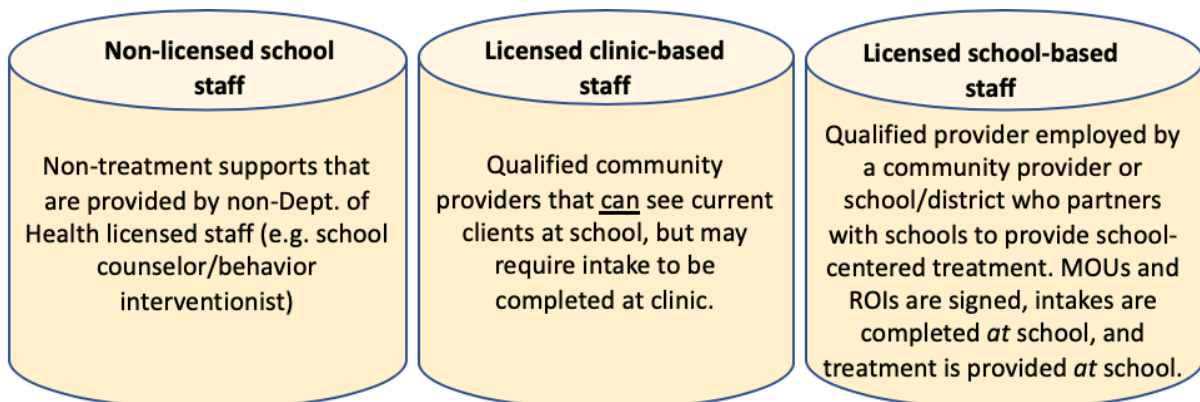 Non-licensed school
staff
Non-treatment supports that
are provided by non-Dept. of
Health licensed staff (e.g. school
counselor/behavior
interventionist)
Licensed clinic-based
staff
Qualified community
providers that can see current
clients at school, but may
require intake to be
completed at clinic.
Licensed school-based
staff
Qualified provider employed by
a community provider or
school/district who partners
with schools to provide school-
centered treatment. MOUs and
ROIs are signed, intakes are
completed at school, and
treatment is provided at school.